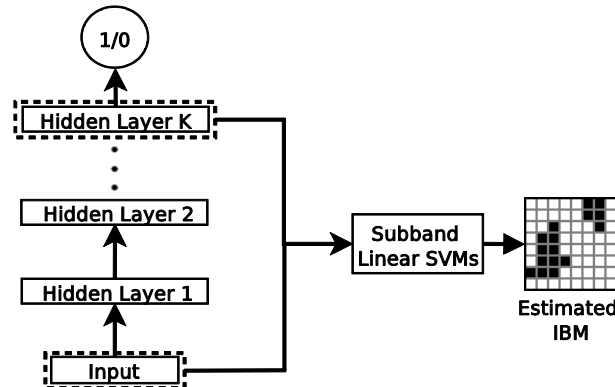 1/0
Hidden Layer K
Hidden Layer 2
Hidden Layer 1
Input
Subband
Linear SVMs
Estimated
IBM